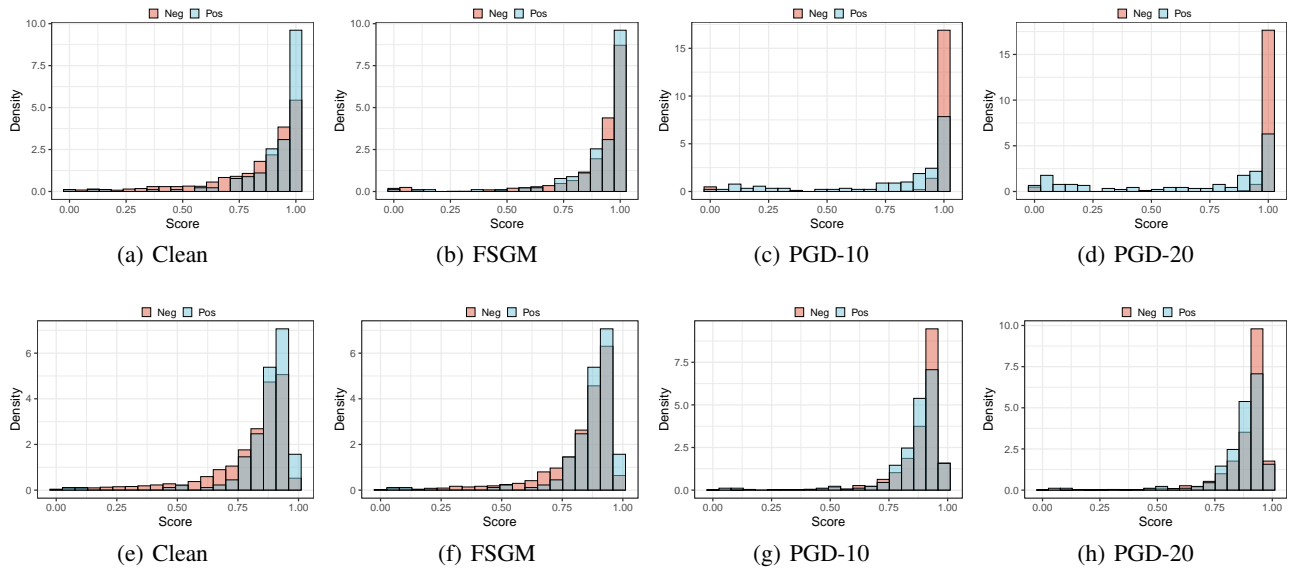 Neg Pos
10.0
7.5
5.0
2.5
0.0
Density
0.00 0.25 0.50 0.75 1.00
Score
(a) Clean
Neg Pos
10.0
7.5
5.0
2.5
0.0
Density
0.00 0.25 0.50 0.75 1.00
Score
(b) FSGM
Neg Pos
15
10
5
0
Density
0.00 0.25 0.50 0.75 1.00
Score
(c) PGD-10
Neg Pos
15
10
5
0
Density
0.00 0.25 0.50 0.75 1.00
Score
(d) PGD-20
Neg Pos
6
4
2
0
Density
0.00 0.25 0.50 0.75 1.00
Score
(e) Clean
Neg Pos
6
4
2
0
Density
0.00 0.25 0.50 0.75 1.00
Score
(f) FSGM
Neg Pos
7.5
5.0
2.5
0.0
Density
0.00 0.25 0.50 0.75 1.00
Score
(g) PGD-10
Neg Pos
10.0
7.5
5.0
2.5
0.0
Density
0.00 0.25 0.50 0.75 1.00
Score
(h) PGD-20